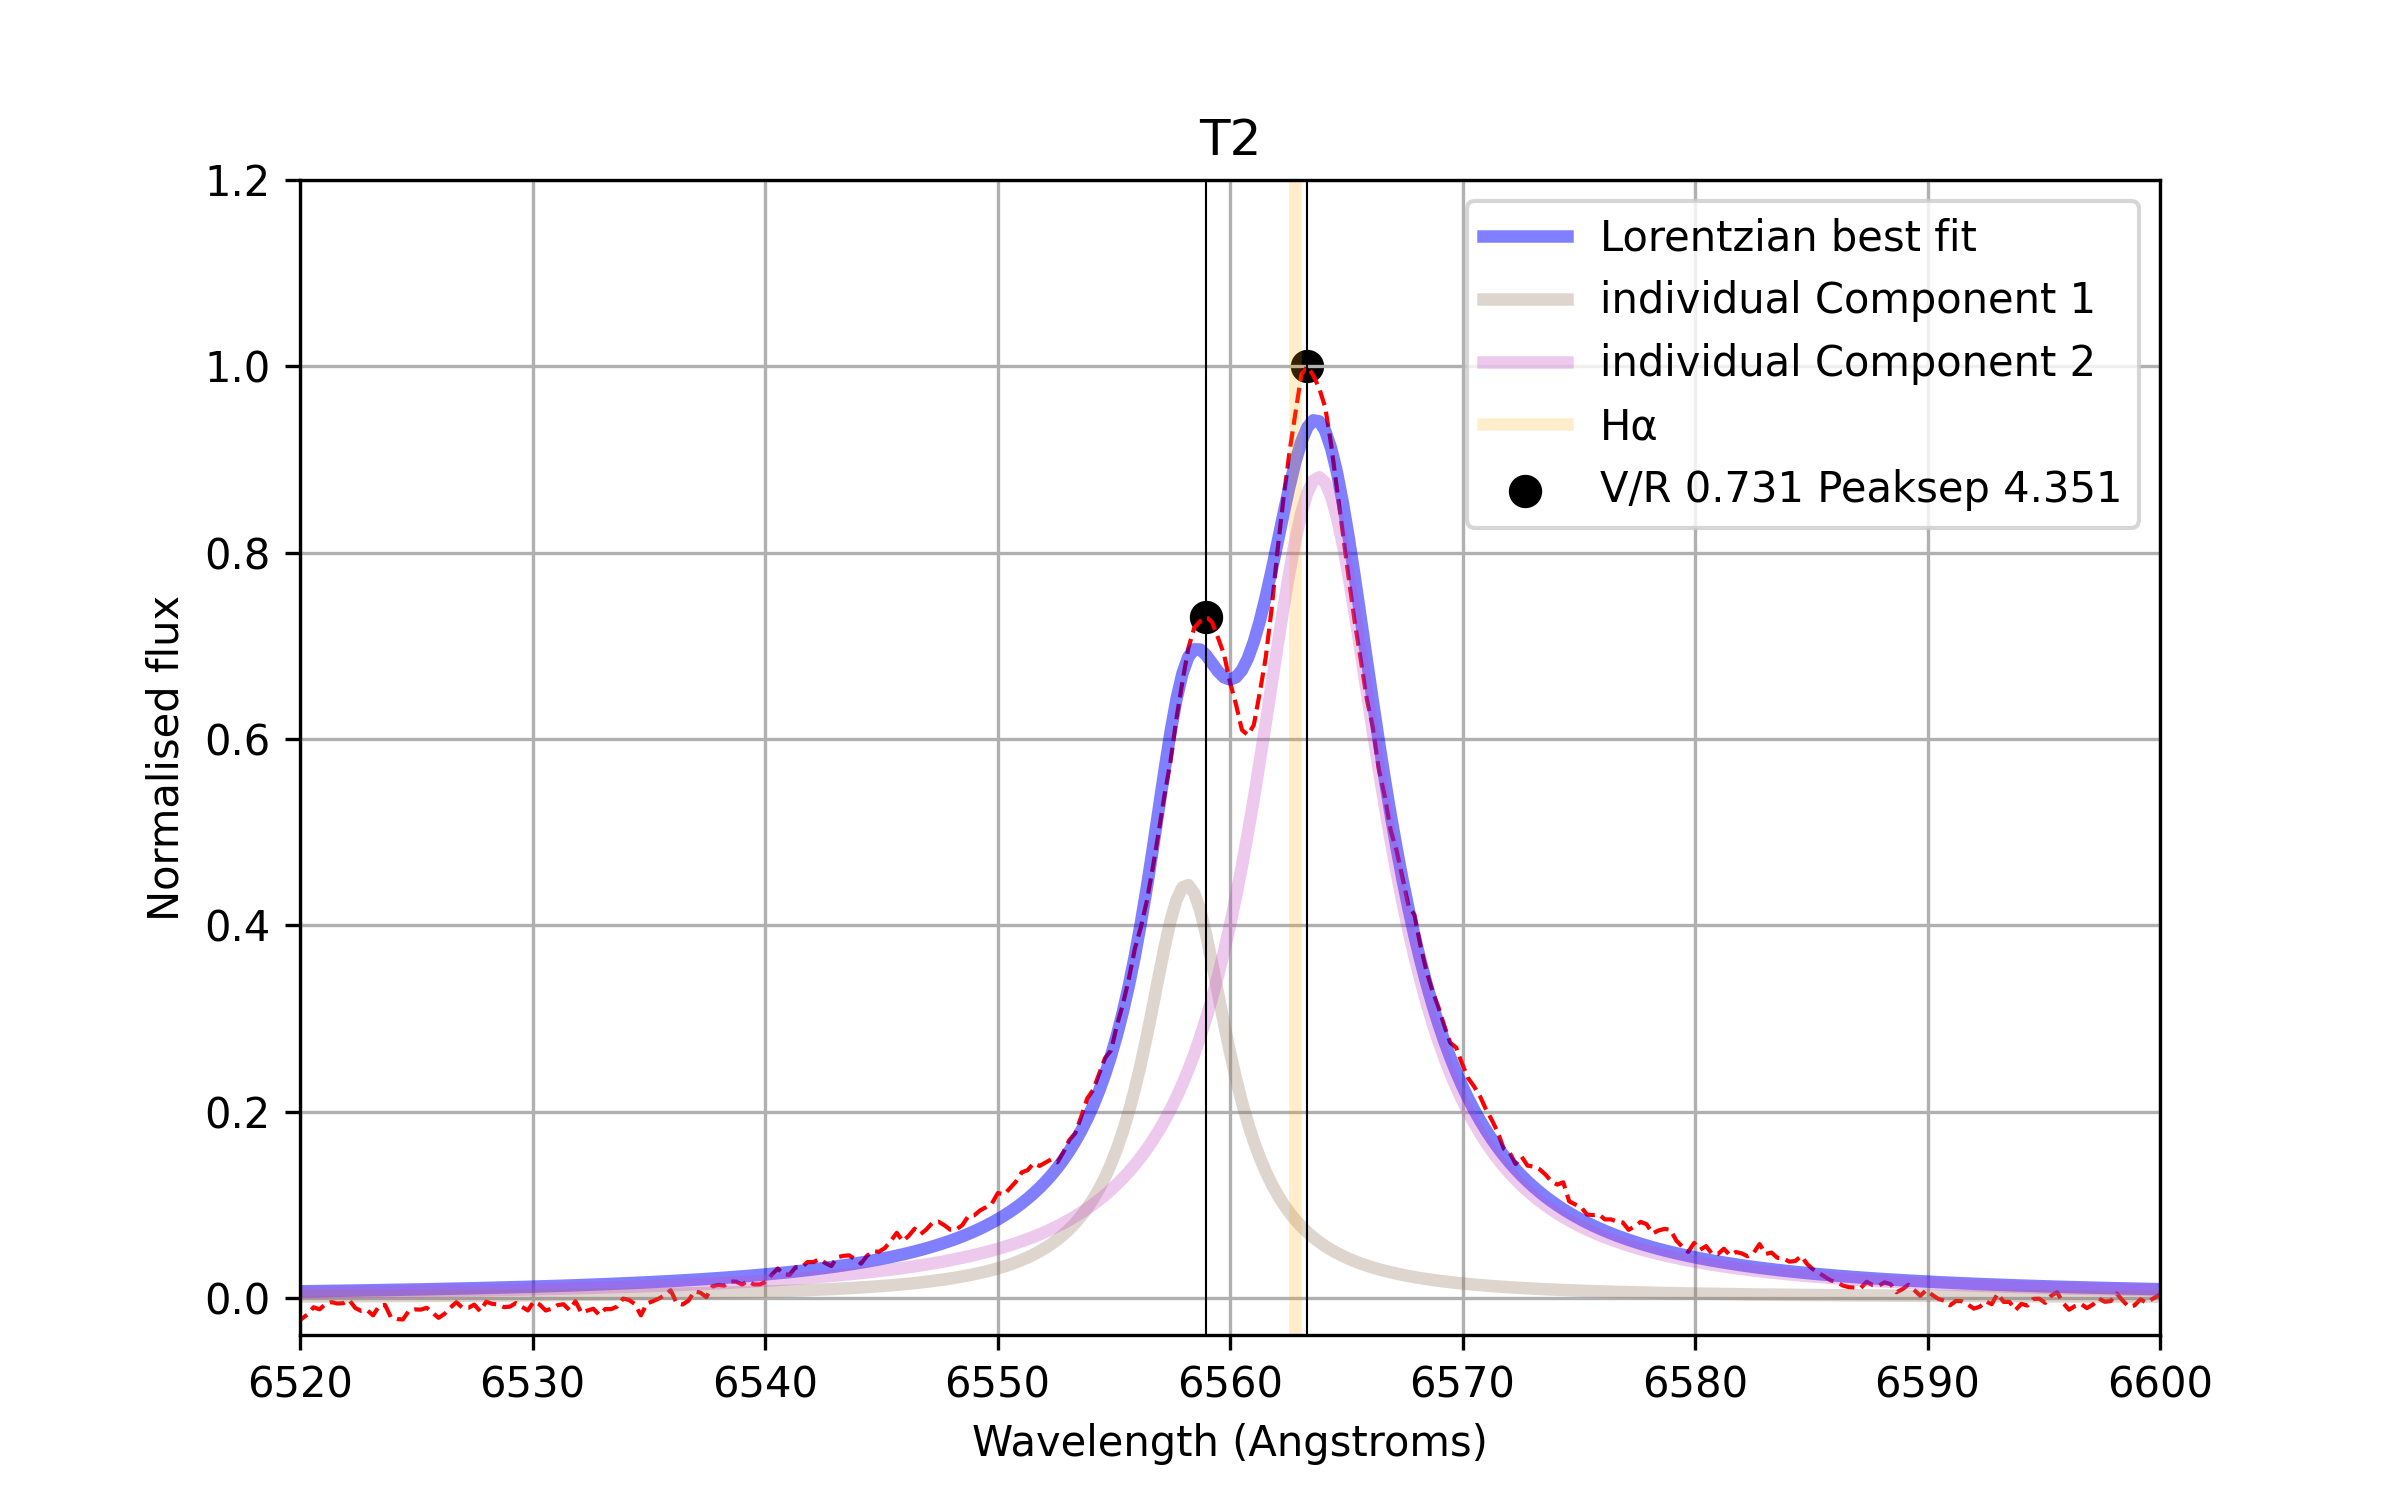 T2
1.2
1.0
0.8
0.6
0.4
0.2
0.0
Normalised flux
Lorentzian best fit
individual Component 1
individual Component 2
Hα
V/R 0.731 Peaksep 4.351
6520 6530 6540 6550 6560 6570 6580 6590 6600
Wavelength (Angstroms)